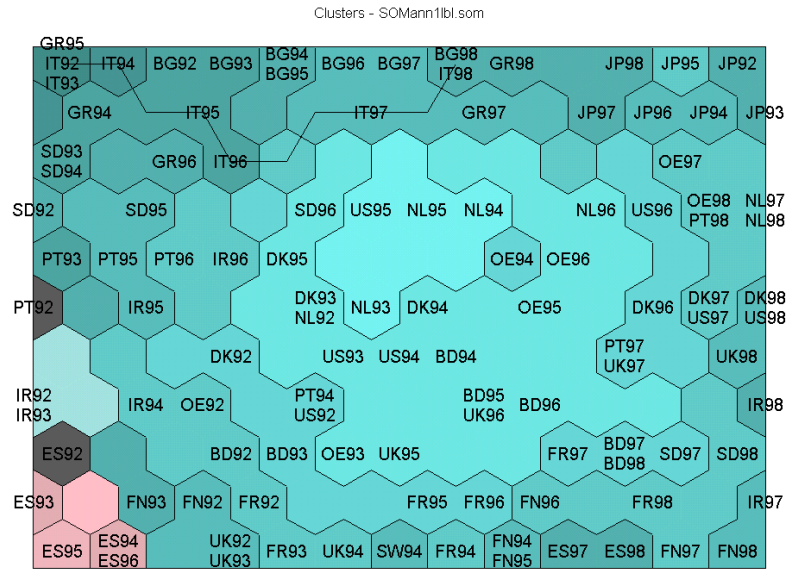 Clusters - SOMann1lbl.som
GR95
IT92 IT94 BG92 BG93 BG94 BG96 BG97 BG98 GR98 JP98 JP95 JP92
IT93 BG95 IT98
GR94 IT95 IT97 GR97 JP97 JP96 JP94 JP93
SD93 GR96 IT96 OE97
SD94
SD92 SD95 SD96 US95 NL95 NL94 NL96 US96 OE98 NL97
PT98 NL98
PT93 PT95 PT96 IR96 DK95 OE94 OE96
PT92 IR95 DK93 NL93 DK94 OE95 DK96 DK97 DK98
NL92 US97 US98
DK92 US93 US94 BD94 PT97 UK98
UK97
IR92 IR94 OE92 PT94 BD95 BD96 IR98
IR93 US92 UK96
ES92 BD92 BD93 OE93 UK95 FR97 BD97 SD97 SD98
BD98
ES93 FN93 FN92 FR92 FR95 FR96 FN96 FR98 IR97
ES95 ES94 UK92 FR93 UK94 SW94 FR94 FN94 ES97 ES98 FN97 FN98
ES96 UK93 FN95